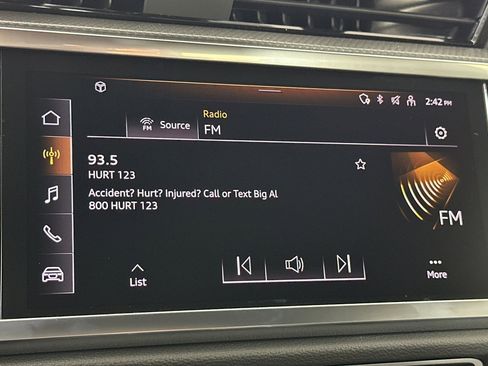 2:42 PM
Radio
FM Source
FM
93.5
HURT 123
Accident? Hurt? Injured? Call or Text Big Al
800 HURT 123
FM
List
More